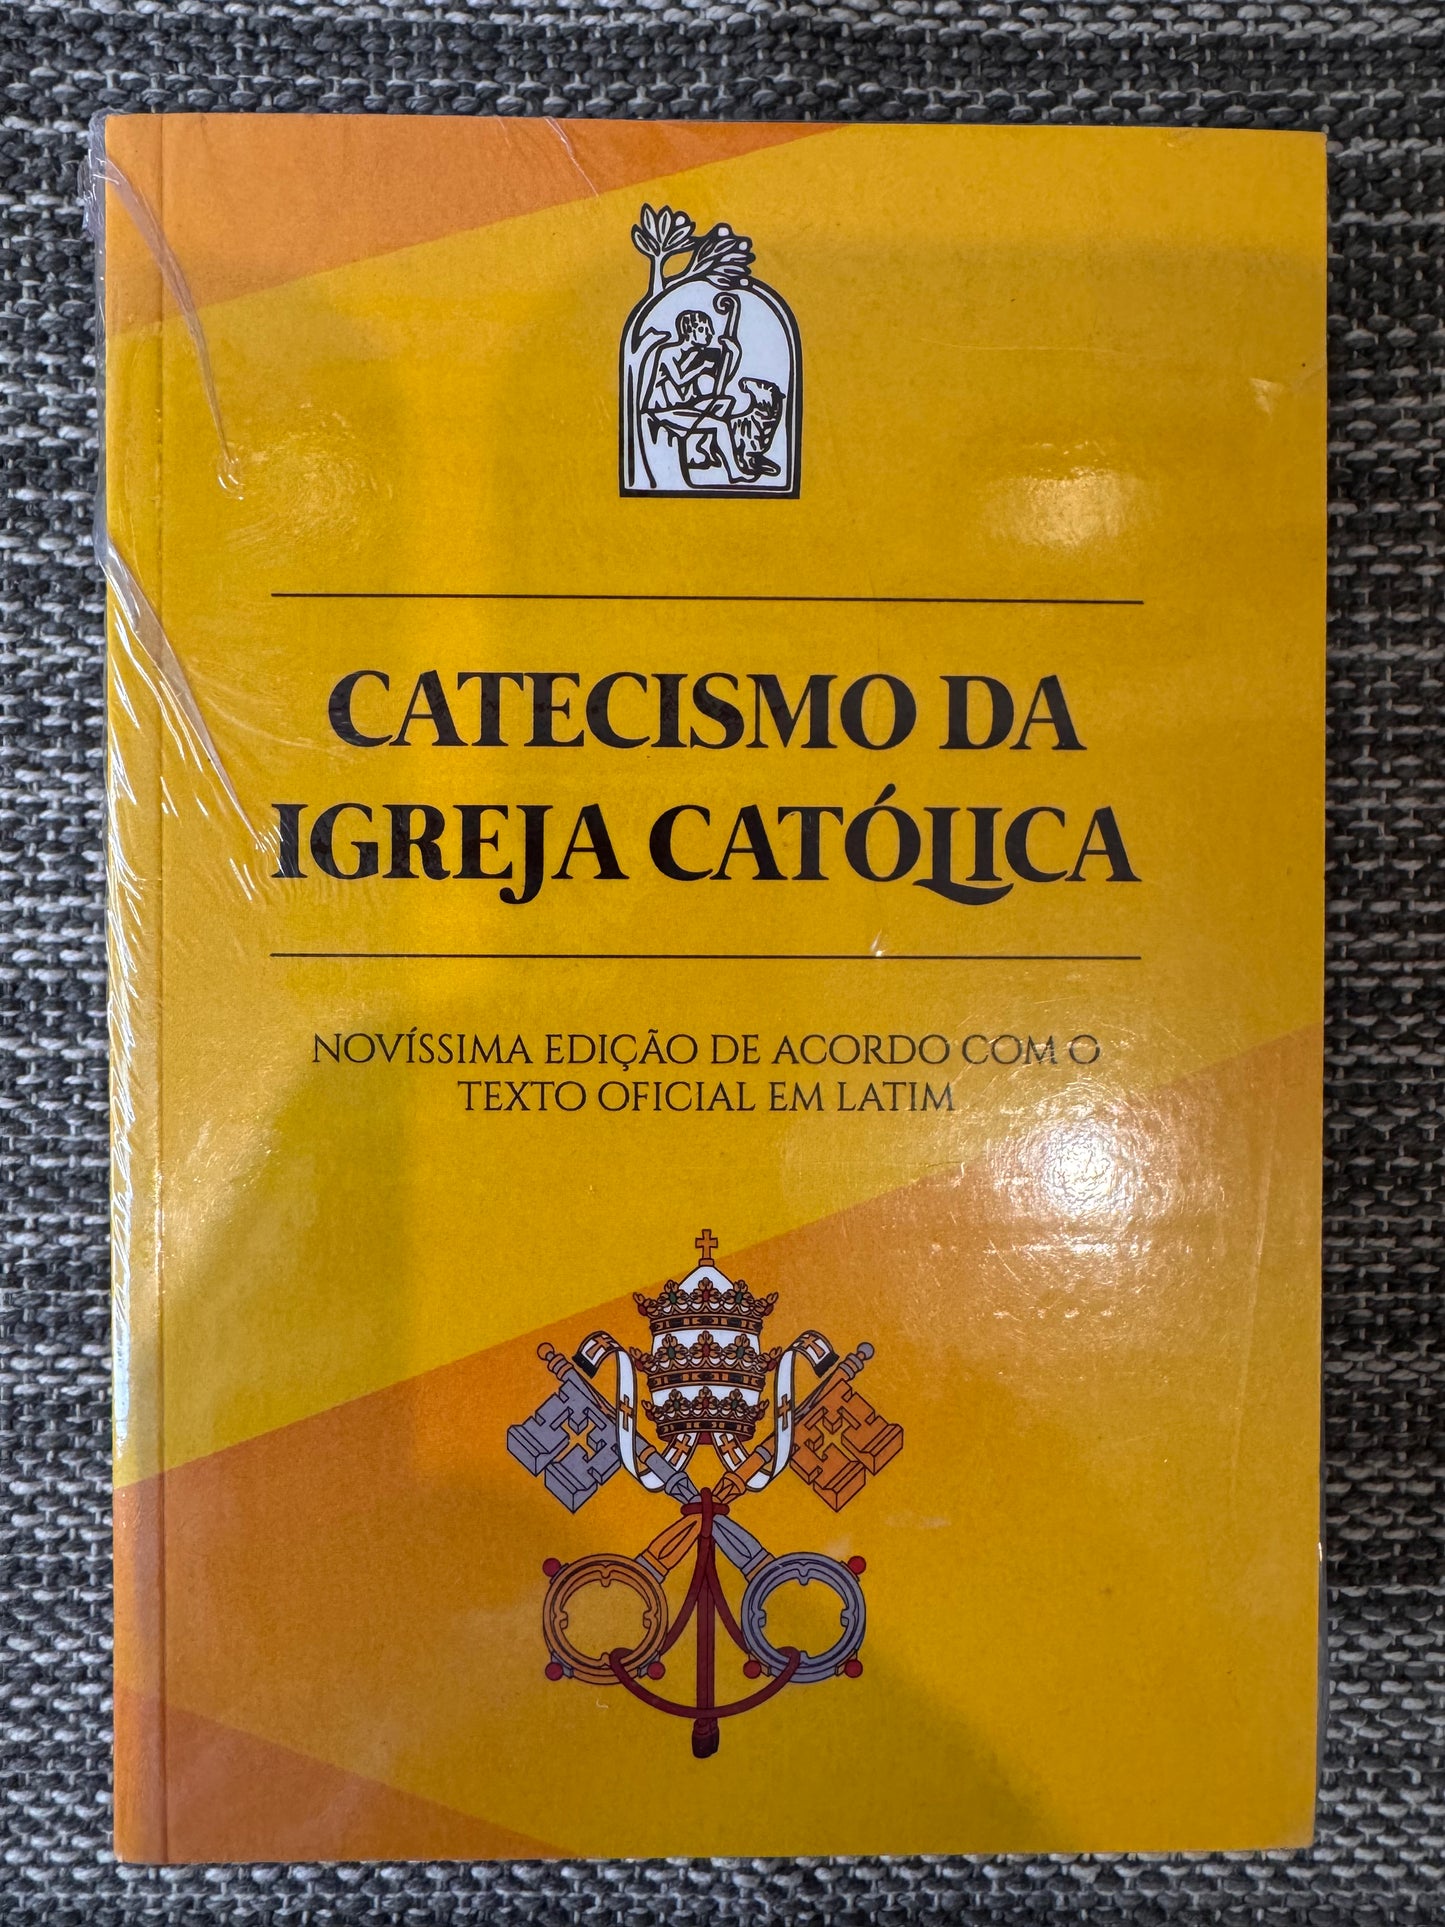 CATECISMO DA
IGREJA CATÓLICA
NOVÍSSIMA EDIÇÃO DE ACORDO COM O
TEXTO OFICIAL EM LATIM